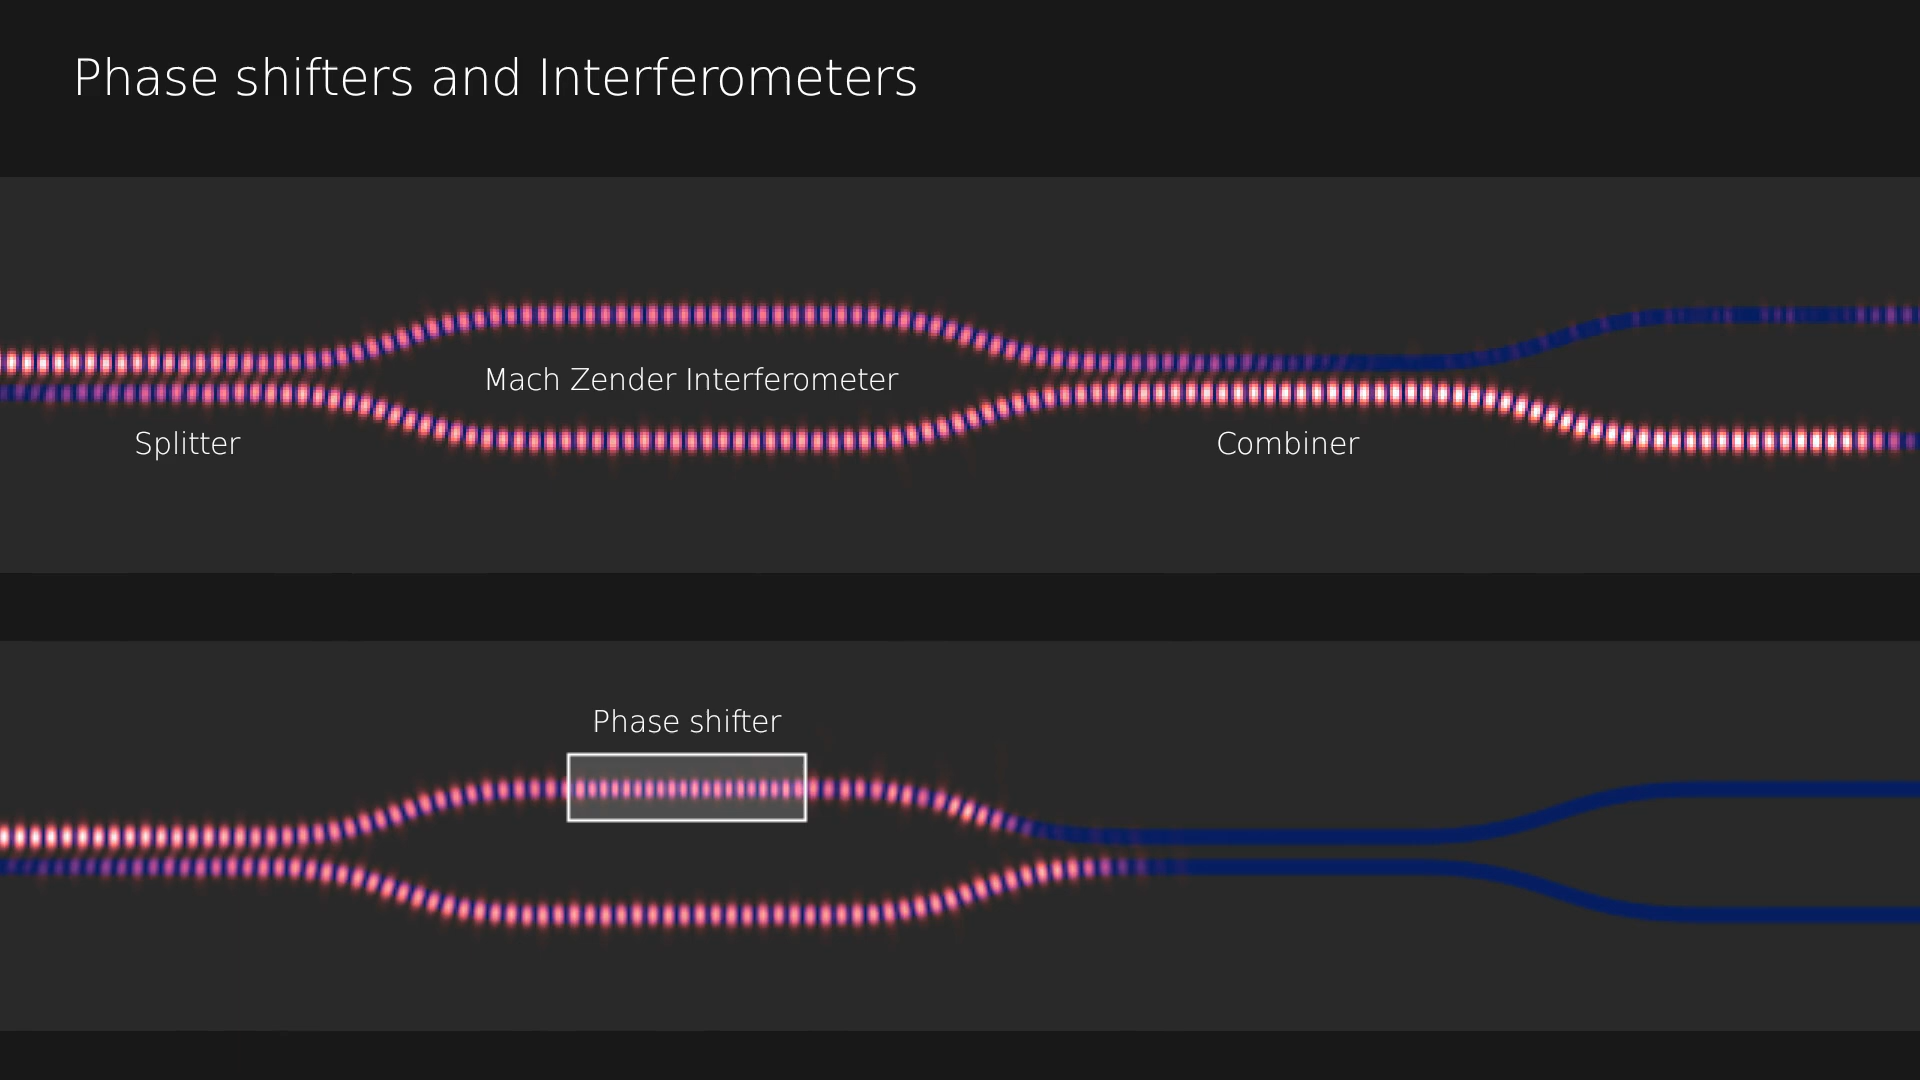 Phase shifters and Interferometers
Mach Zender Interferometer
Splitter
Combiner
Phase shifter